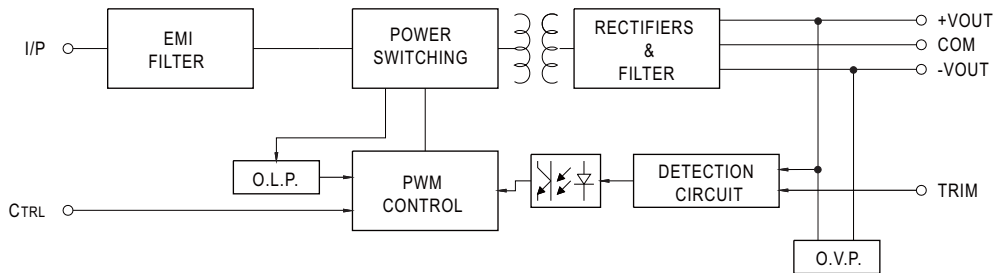 I/P
EMI
FILTER
POWER
SWITCHING
RECTIFIERS
&
FILTER
+VOUT
COM
-VOUT
O.L.P.
PWM
CONTROL
DETECTION
CIRCUIT
TRIM
CTRL
O.V.P.